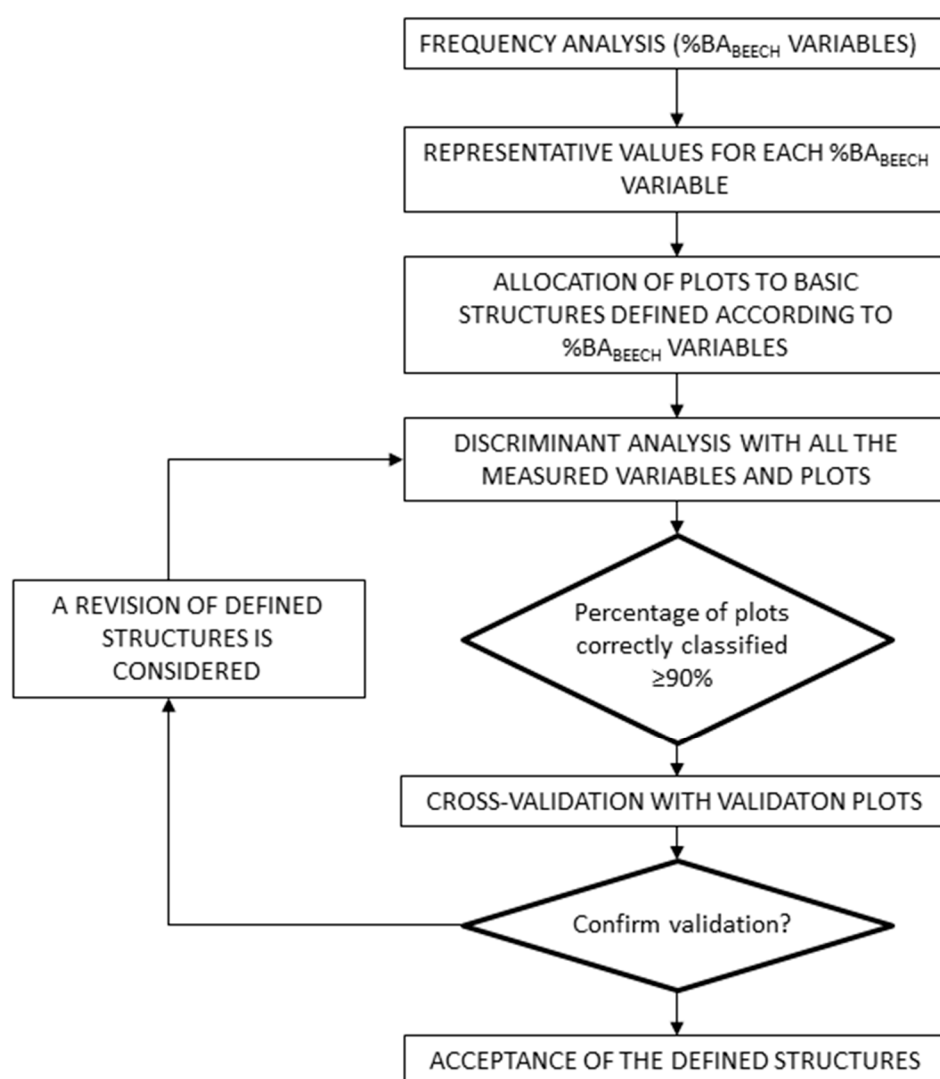 FREQUENCY ANALYSIS (%BABEECH VARIABLES)
REPRESENTATIVE VALUES FOR EACH %BABEECH
VARIABLE
ALLOCATION OF PLOTS TO BASIC
STRUCTURES DEFINED ACCORDING TO
%BABEECH VARIABLES
DISCRIMINANT ANALYSIS WITH ALL THE
MEASURED VARIABLES AND PLOTS
A REVISION OF DEFINED
STRUCTURES IS
CONSIDERED
Percentage of plots
correctly classified
≥90%
CROSS-VALIDATION WITH VALIDATON PLOTS
Confirm validation?
ACCEPTANCE OF THE DEFINED STRUCTURES